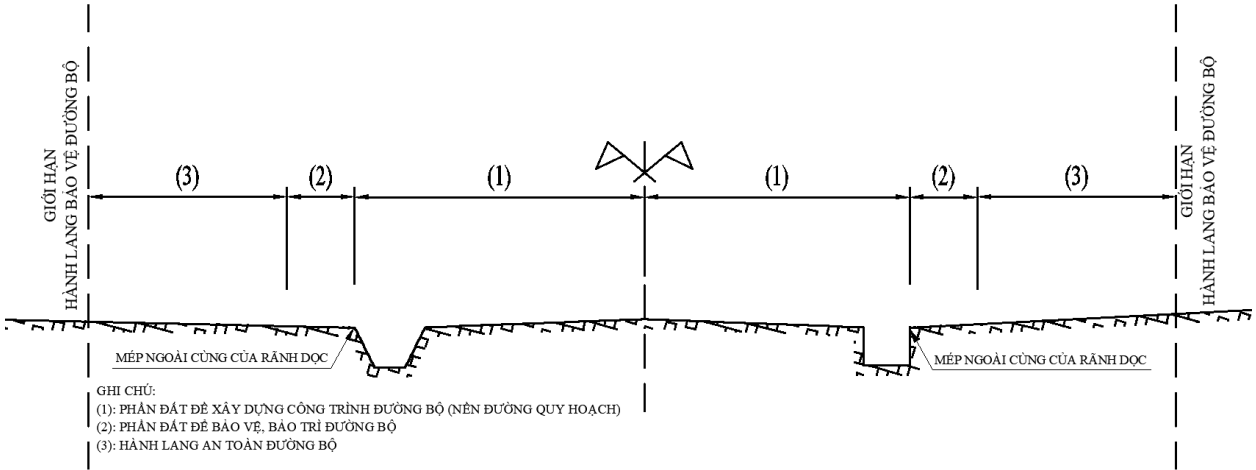 GIỚI HẠN
HÀNH LANG BẢO VỆ ĐƯỜNG BỘ
(3)
(2)
(1)
(1)
(2)
(3)
GIỚI HẠN
HÀNH LANG BẢO VỆ ĐƯỜNG BỘ
MÉP NGOÀI CÙNG CỦA RÃNH DỌC
MÉP NGOÀI CÙNG CỦA RÃNH DỌC
GHI CHÚ:
(1): PHẦN ĐẤT ĐỂ XÂY DỰNG CÔNG TRÌNH ĐƯỜNG BỘ (NỀN ĐƯỜNG QUY HOẠCH)
(2): PHẦN ĐẤT ĐỂ BẢO VỆ, BẢO TRÌ ĐƯỜNG BỘ
(3): HÀNH LANG AN TOÀN ĐƯỜNG BỘ